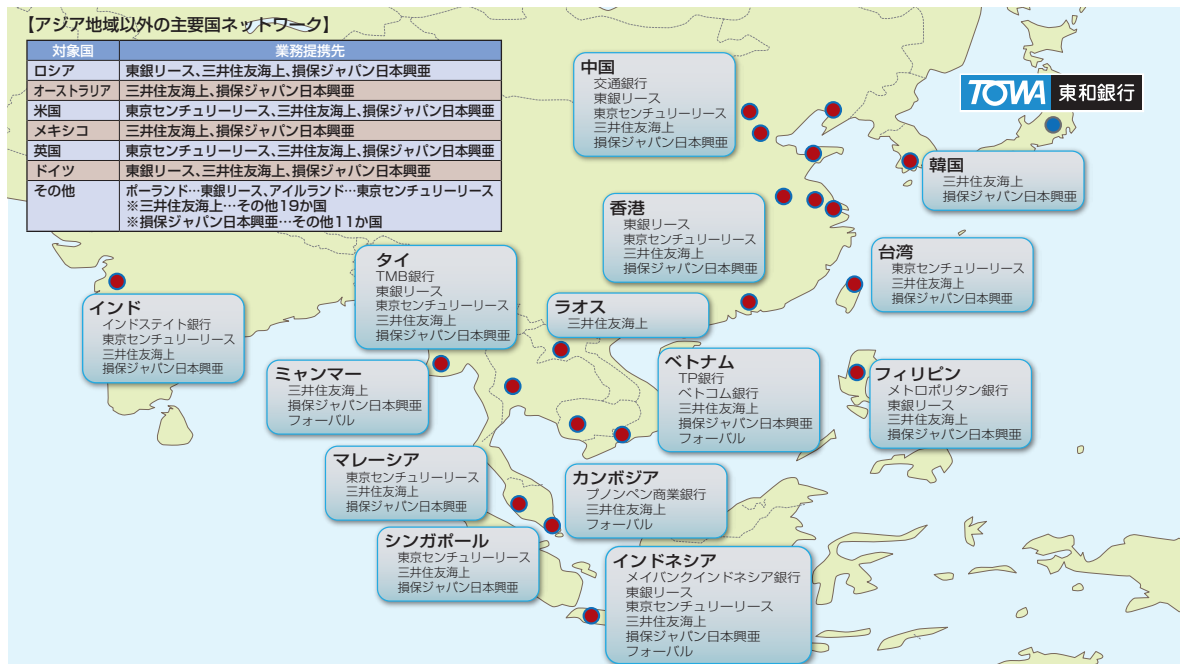 【アジア地域以外の主要国ネットワーク】
対象国 業務提携先
ロシア 東銀リース、三井住友海上、損保ジャパン日本興亜
オーストラリア 三井住友海上、損保ジャパン日本興亜
米国 東京センチュリーリース、三井住友海上、損保ジャパン日本興亜
メキシコ 三井住友海上、損保ジャパン日本興亜
英国 東京センチュリーリース、三井住友海上、損保ジャパン日本興亜
ドイツ 東銀リース、三井住友海上、損保ジャパン日本興亜
その他 ポーランド…東銀リース、アイルランド…東京センチュリーリース
※三井住友海上…その他19か国
※損保ジャパン日本興亜…その他11か国
中国
交通銀行
東銀リース
東京センチュリーリース
三井住友海上
損保ジャパン日本興亜
TOWA 東和銀行
韓国
三井住友海上
損保ジャパン日本興亜
香港
東銀リース
東京センチュリーリース
三井住友海上
損保ジャパン日本興亜
台湾
東京センチュリーリース
三井住友海上
損保ジャパン日本興亜
タイ
TMB銀行
東銀リース
東京センチュリーリース
三井住友海上
損保ジャパン日本興亜
ラオス
三井住友海上
インド
インドステイト銀行
東京センチュリーリース
三井住友海上
損保ジャパン日本興亜
ミャンマー
三井住友海上
損保ジャパン日本興亜
フォーバル
ベトナム
TP銀行
ベトコム銀行
三井住友海上
損保ジャパン日本興亜
フォーバル
フィリピン
メトロポリタン銀行
東銀リース
三井住友海上
損保ジャパン日本興亜
マレーシア
東京センチュリーリース
三井住友海上
損保ジャパン日本興亜
カンボジア
プノンペン商業銀行
三井住友海上
フォーバル
シンガポール
東京センチュリーリース
三井住友海上
損保ジャパン日本興亜
インドネシア
メイバンクインドネシア銀行
東銀リース
東京センチュリーリース
三井住友海上
損保ジャパン日本興亜
フォーバル